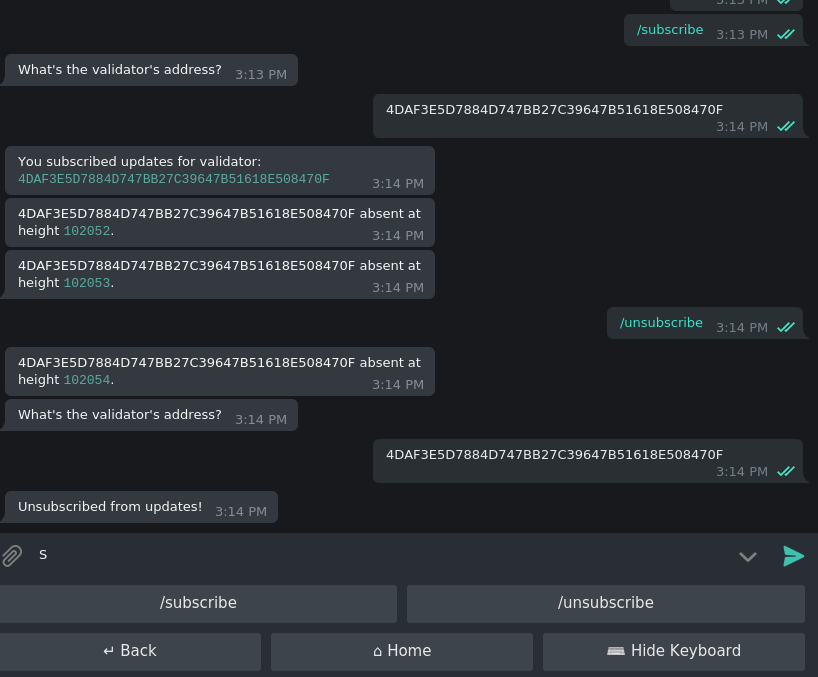 3:13 PM
/subscribe 3:13 PM
What's the validator's address? 3:13 PM
4DAF3E5D7884D747BB27C39647B51618E508470F
3:14 PM
You subscribed updates for validator:
4DAF3E5D7884D747BB27C39647B51618E508470F 3:14 PM
4DAF3E5D7884D747BB27C39647B51618E508470F absent at
height 102052. 3:14 PM
4DAF3E5D7884D747BB27C39647B51618E508470F absent at
height 102053. 3:14 PM
/unsubscribe 3:14 PM
4DAF3E5D7884D747BB27C39647B51618E508470F absent at
height 102054. 3:14 PM
What's the validator's address? 3:14 PM
4DAF3E5D7884D747BB27C39647B51618E508470F
3:14 PM
Unsubscribed from updates! 3:14 PM
S
/subscribe /unsubscribe
↵ Back ⌂ Home ⌨ Hide Keyboard